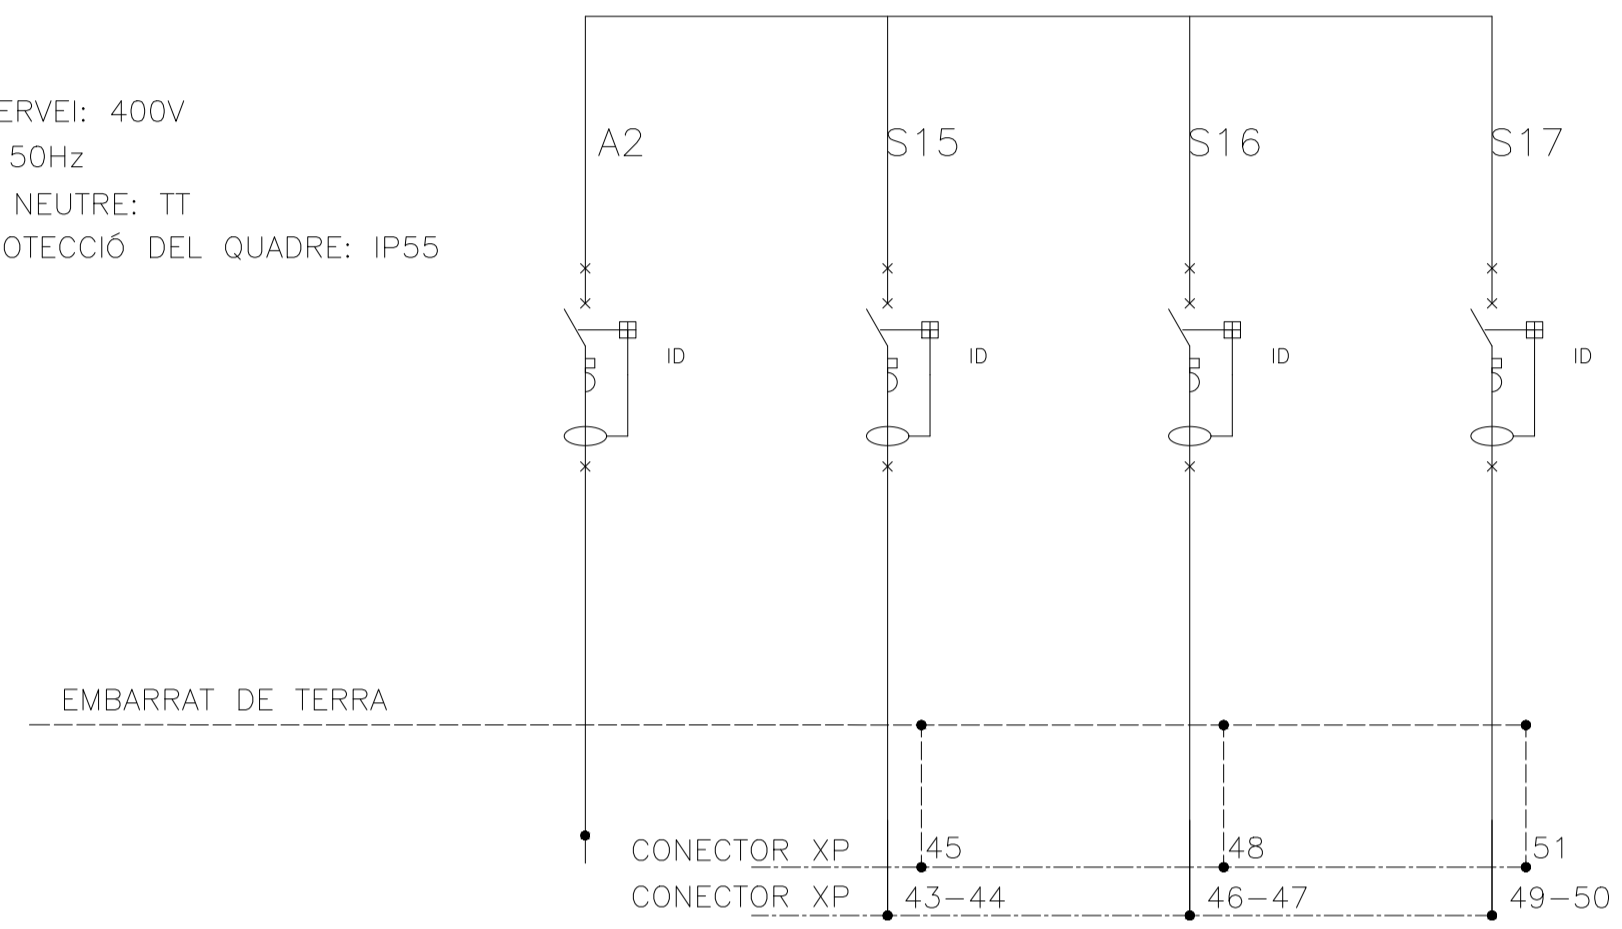 ERVEI: 400V
50Hz
NEUTRE: TT
OTECCIÓ DEL QUADRE: IP55
A2
S15
S16
S17
ID
ID
ID
ID
EMBARRAT DE TERRA
CONECTOR XP
45
48
51
CONECTOR XP
43-44
46-47
49-50